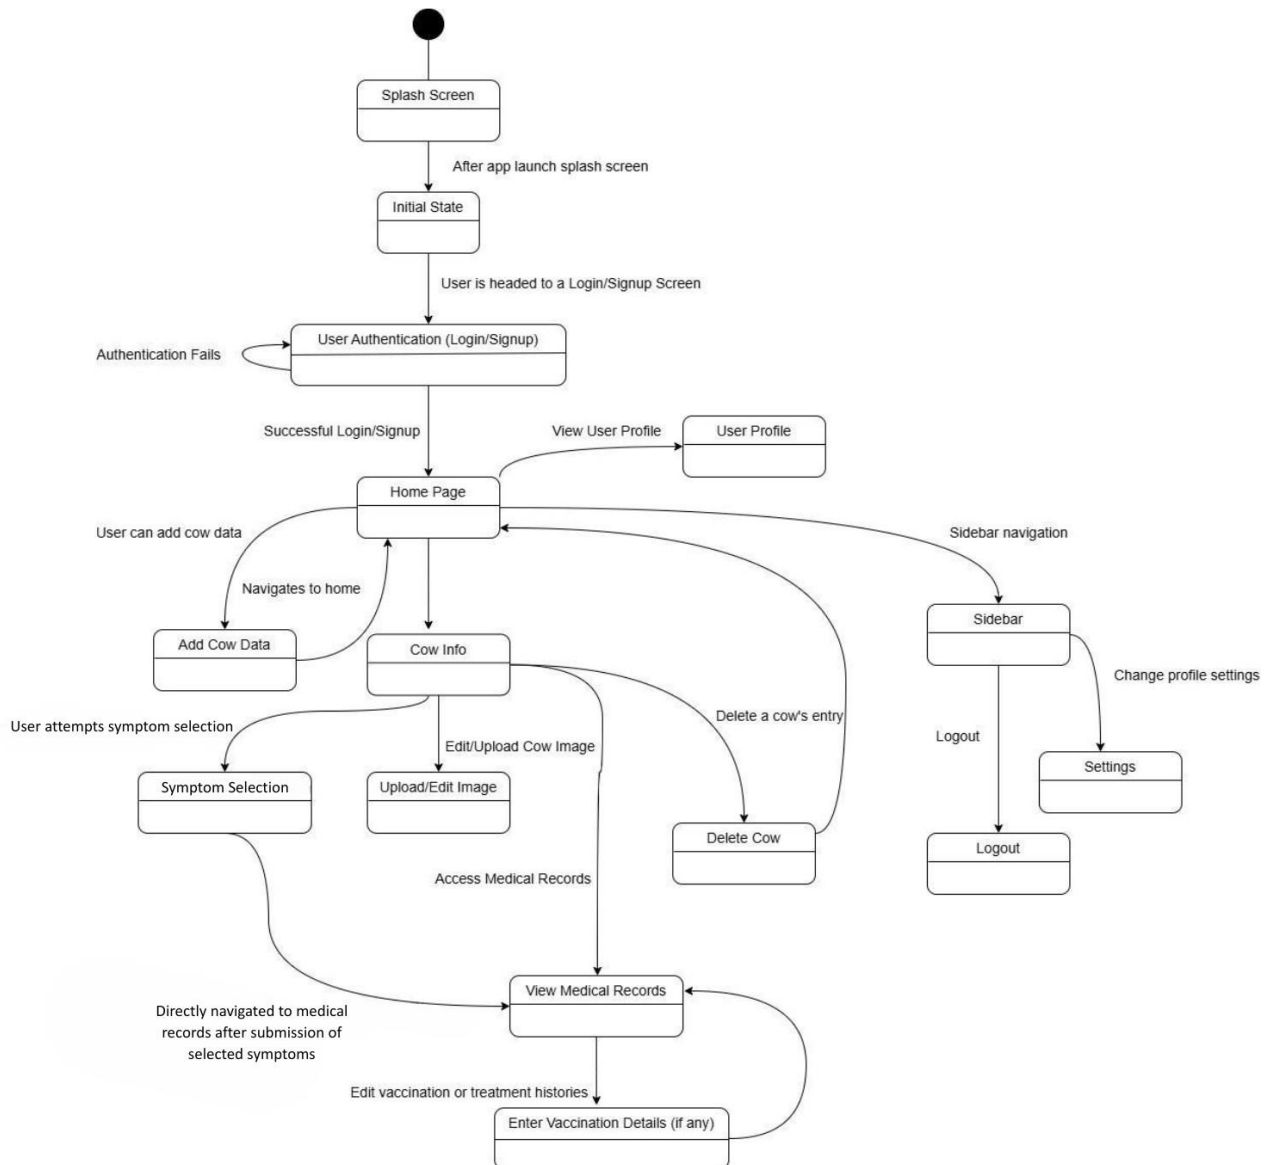 Splash Screen
After app launch splash screen
Initial State
User is headed to a Login/Signup Screen
User Authentication (Login/Signup)
Authentication Fails
Successful Login/Signup
View User Profile
User Profile
Home Page
User can add cow data
Sidebar navigation
Navigates to home
Sidebar
Add Cow Data
Cow Info
Change profile settings
User attempts symptom selection
Delete a cow's entry
Logout
Edit/Upload Cow Image
Settings
Symptom Selection
Upload/Edit Image
Delete Cow
Logout
Access Medical Records
View Medical Records
Directly navigated to medical
records after submission of
selected symptoms
Edit vaccination or treatment histories
Enter Vaccination Details (if any)